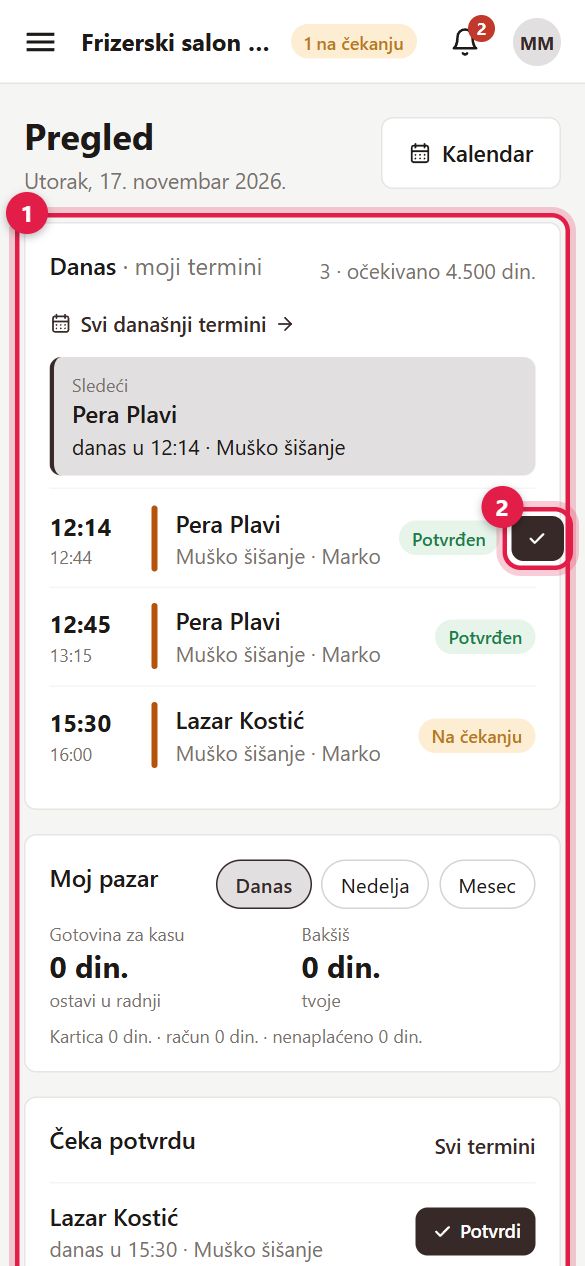 Frizerski salon ...
1 na čekanju
2
MM
Pregled
Utorak, 17. novembar 2026.
Kalendar
1
Danas · moji termini
3 · očekivano 4.500 din.
Svi današnji termini →
Sledeći
Pera Plavi
danas u 12:14 · Muško šišanje
2
12:14
12:44
Pera Plavi
Muško šišanje · Marko
Potvrđen
12:45
13:15
Pera Plavi
Muško šišanje · Marko
Potvrđen
15:30
16:00
Lazar Kostić
Muško šišanje · Marko
Na čekanju
Moj pazar
Danas
Nedelja
Mesec
Gotovina za kasu
0 din.
ostavi u radnji
Bakšiš
0 din.
tvoje
Kartica 0 din. · račun 0 din. · nenaplaćeno 0 din.
Čeka potvrdu
Svi termini
Lazar Kostić
danas u 15:30 · Muško šišanje
Potvrdi